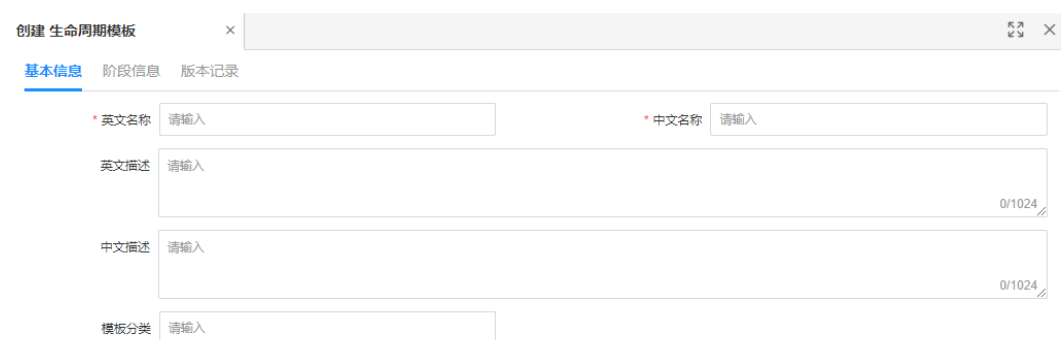 创建 生命周期模板
基本信息 阶段信息 版本记录
* 英文名称 请输入 * 中文名称 请输入
英文描述 请输入
0/1024
中文描述 请输入
0/1024
模板分类 请输入